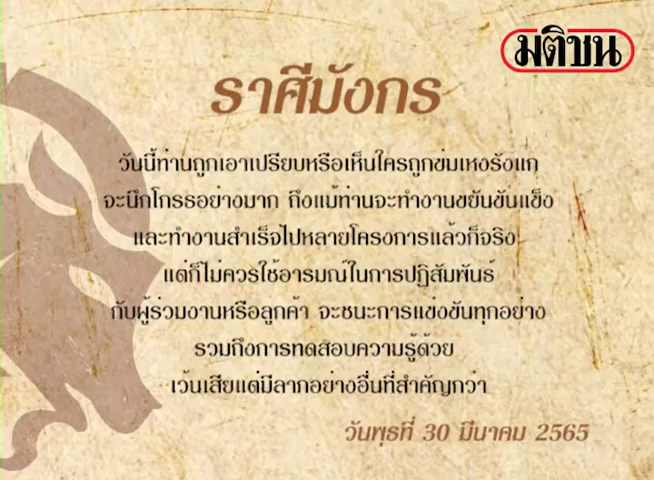 มติชน
ราศีมังกร
วันนี้ท่านถูกเอาเปรียบหรือเห็นใครถูกข่มเหงรังแก
จะนึกโกรธอย่างมาก ถึงแม้ท่านจะทำงานขยันขันแข็ง
และทำงานสำเร็จไปหลายโครงการแล้วก็จริง
แต่ก็ไม่ควรใช้อารมณ์ในการปฏิสัมพันธ์
กับผู้ร่วมงานหรือลูกค้า จะชนะการแข่งขันทุกอย่าง
รวมถึงการทดสอบความรู้ด้วย
เว้นเสียแต่มีลาภอย่างอื่นที่สำคัญกว่า
วันพุธที่ 30 มีนาคม 2565